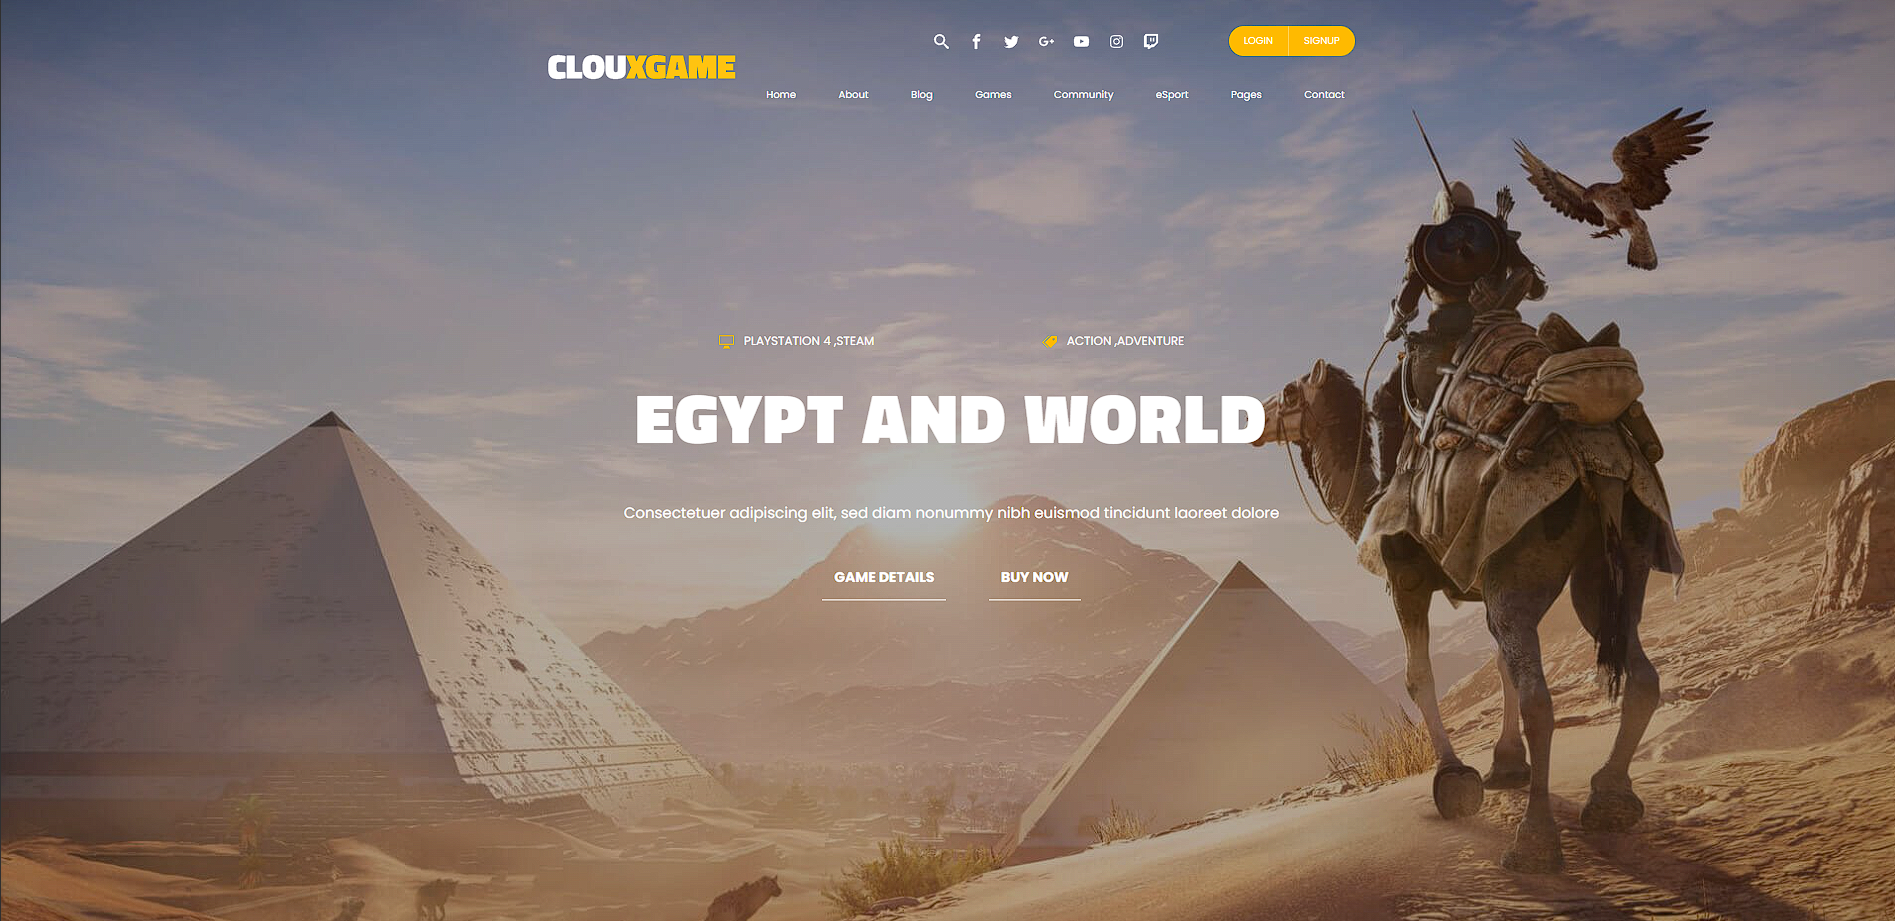 LOGIN SIGNUP
CLOUXGAME
Home About Blog Games Community eSport Pages Contact
PLAYSTATION 4 ,STEAM ACTION ,ADVENTURE
EGYPT AND WORLD
Consectetuer adipiscing elit, sed diam nonummy nibh euismod tincidunt laoreet dolore
GAME DETAILS BUY NOW